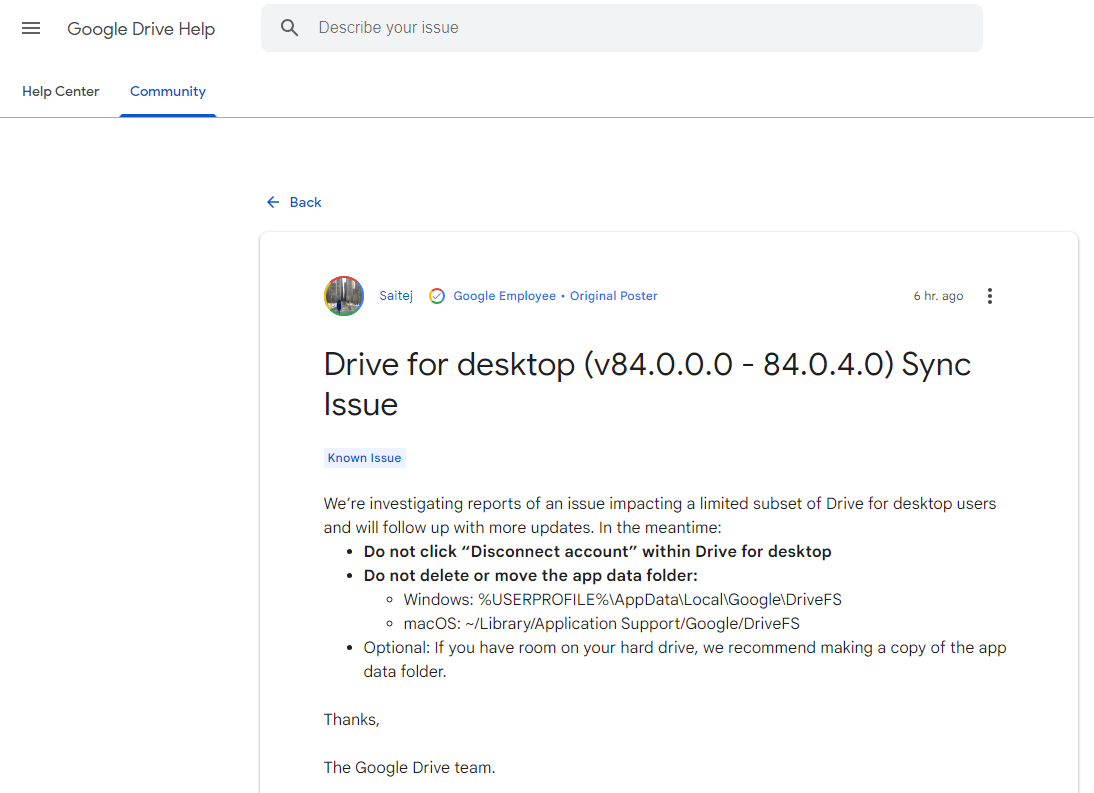 Google Drive Help
Describe your issue
Help Center
Community
Back
Saitej
Google Employee • Original Poster
6 hr. ago
Drive for desktop (v84.0.0.0 - 84.0.4.0) Sync
Issue
Known Issue
We’re investigating reports of an issue impacting a limited subset of Drive for desktop users
and will follow up with more updates. In the meantime:
• Do not click “Disconnect account” within Drive for desktop
• Do not delete or move the app data folder:
◦ Windows: %USERPROFILE%\AppData\Local\Google\DriveFS
◦ macOS: ~/Library/Application Support/Google/DriveFS
• Optional: If you have room on your hard drive, we recommend making a copy of the app
data folder.
Thanks,
The Google Drive team.